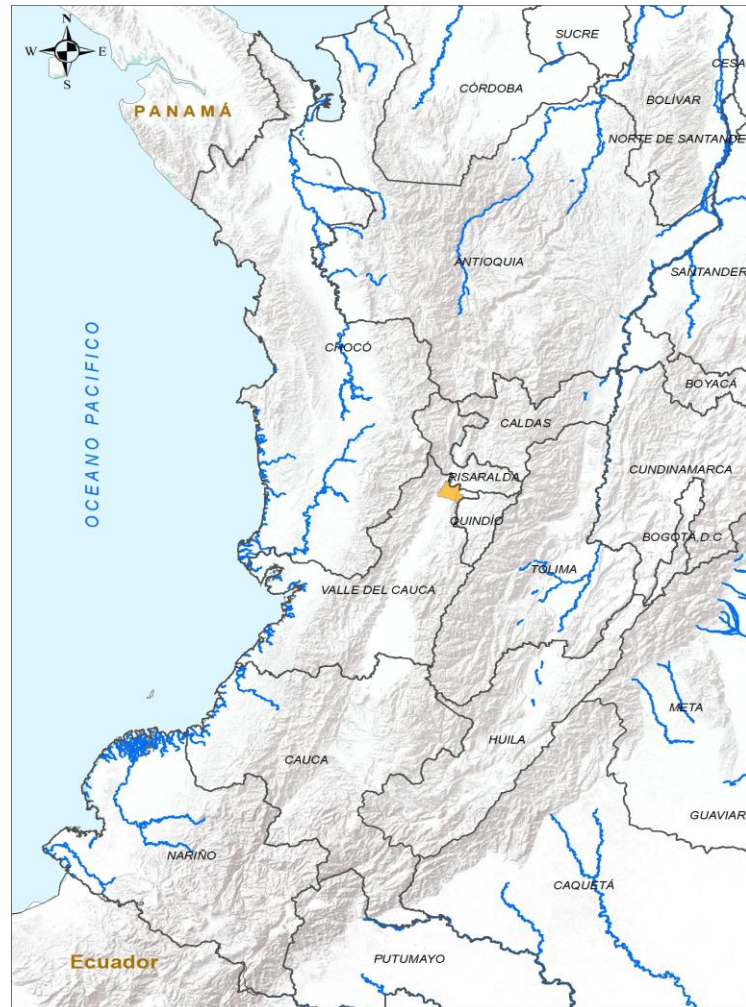 N
W E
S
SUCRE
CESA
CÓRDOBA
BOLÍVAR
PANAMÁ
NORTE DE SANTANDE
ANTIOQUIA
SANTANDER
OCEANO PACIFICO
CHOCÓ
BOYACÁ
CALDAS
CUNDINAMARCA
RISARALDA
QUINDÍO
BOGOTÁ,D.C
TOLIMA
VALLE DEL CAUCA
META
HUILA
CAUCA
GUAVIAR
NARIÑO
CAQUETÁ
Ecuador
PUTUMAYO